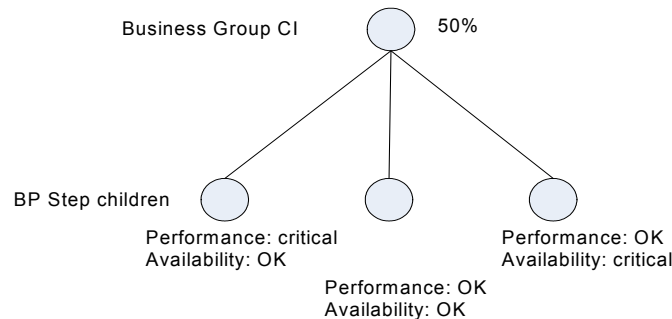 Business Group CI
50%
BP Step children
Performance: critical
Availability: OK
Performance: OK
Availability: OK
Performance: OK
Availability: critical